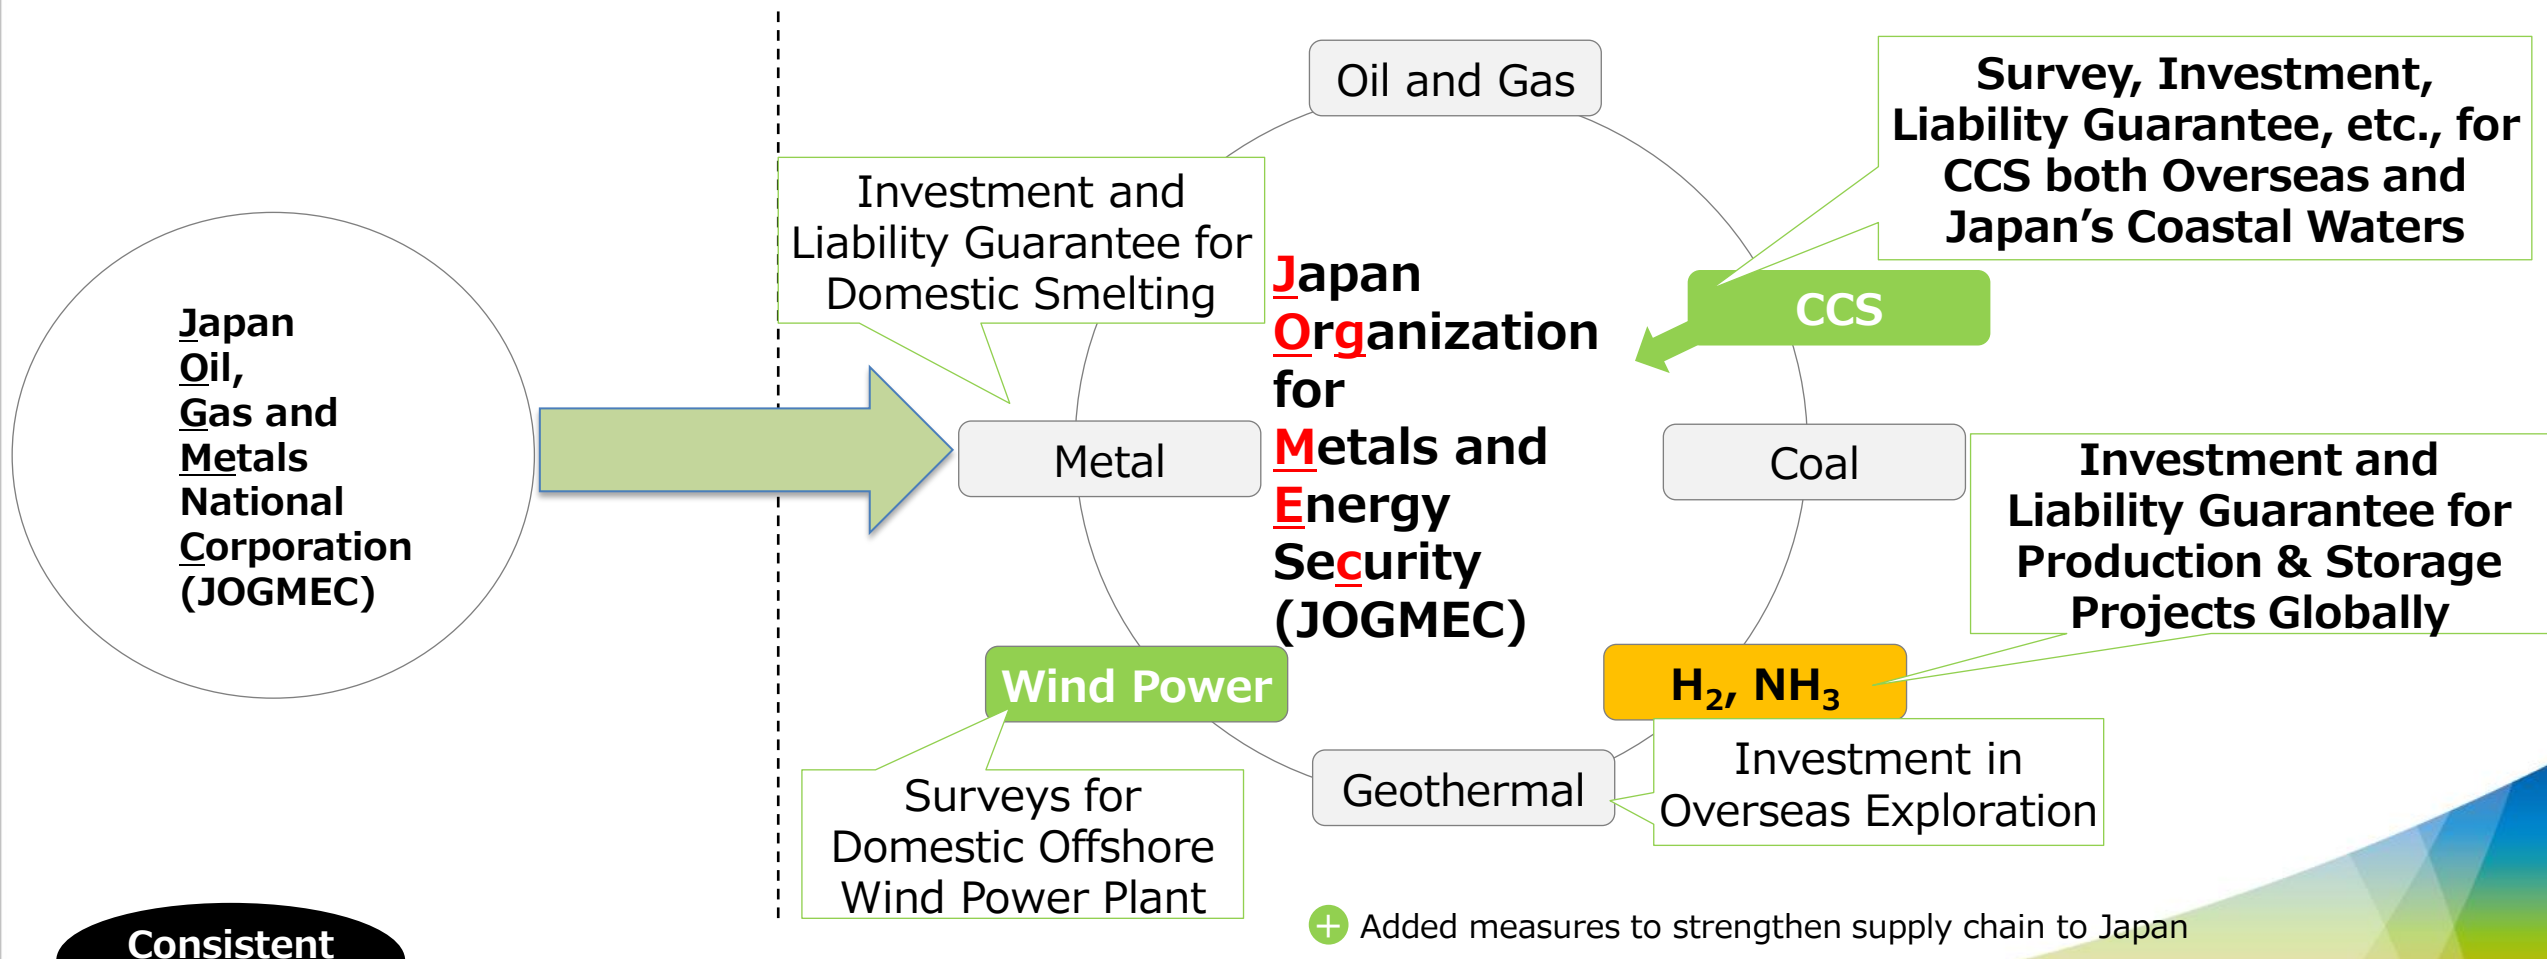 Japan
Oil,
Gas and
Metals
National
Corporation
(JOGMEC)
Consistent
Oil and Gas
Investment and
Liability Guarantee for
Domestic Smelting
Survey, Investment,
Liability Guarantee, etc., for
CCS both Overseas and
Japan’s Coastal Waters
Japan
Organization
for
Metals and
Energy
Security
(JOGMEC)
CCS
Metal
Coal
Investment and
Liability Guarantee for
Production & Storage
Projects Globally
Wind Power
H₂, NH₃
Geothermal
Investment in
Overseas Exploration
Surveys for
Domestic Offshore
Wind Power Plant
+ Added measures to strengthen supply chain to Japan